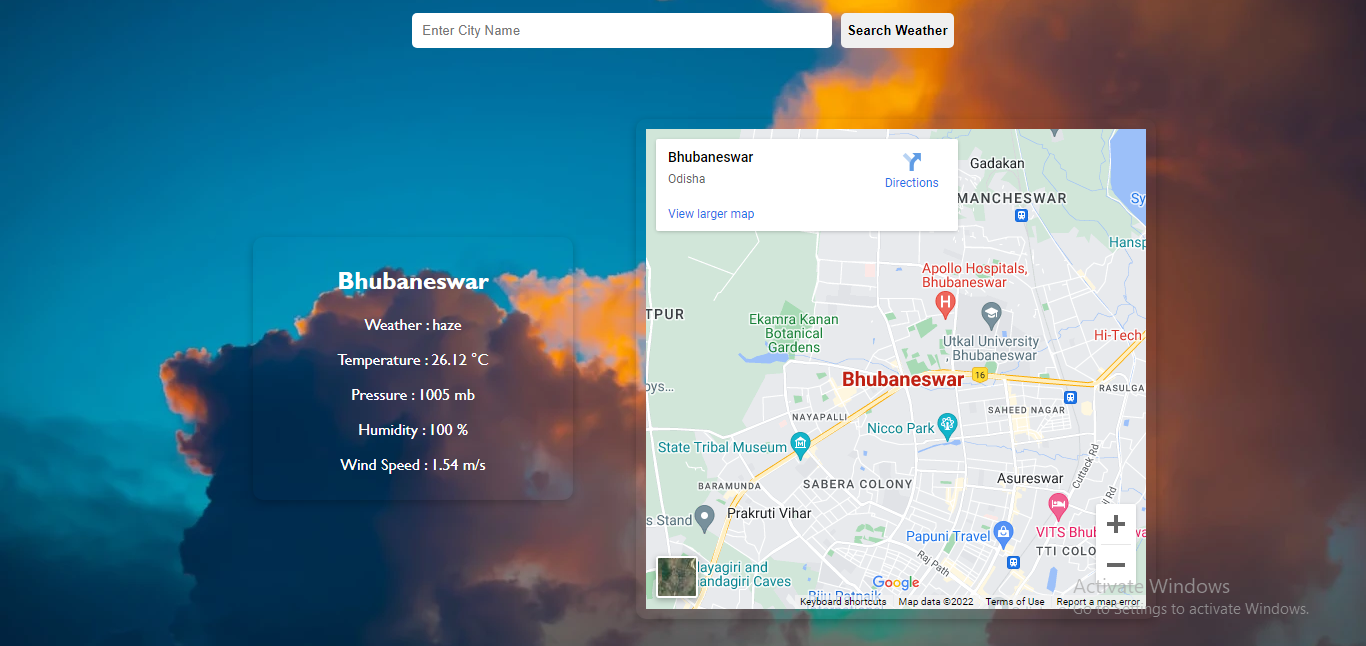 Enter City Name
Search Weather
Bhubaneswar
Weather : haze
Temperature : 26.12 °C
Pressure : 1005 mb
Humidity : 100 %
Wind Speed : 1.54 m/s
Bhubaneswar
Odisha
Directions
View larger map
Gadakan
MANCHESWAR
Sy
Hansp
Apollo Hospitals,
Bhubaneswar
TPUR
Ekamra Kanan
Botanical
Gardens
Utkal University
Bhubaneswar
Hi-Tech
Bhubaneswar
16
oys...
RASULGA
NAYAPALLI
SAHEED NAGAR
Nicco Park
State Tribal Museum
Cuttack Rd
BARAMUNDA
SABERA COLONY
Asureswar
Rd
s Stand
Prakruti Vihar
Papuni Travel
VITS Bhub
wa
TTI COLO
Raj Path
layagiri and
andagiri Caves
Biju Patnaik
Google
Keyboard shortcuts
Map data ©2022
Terms of Use
Report a map error
Activate Windows
Go to Settings to activate Windows.